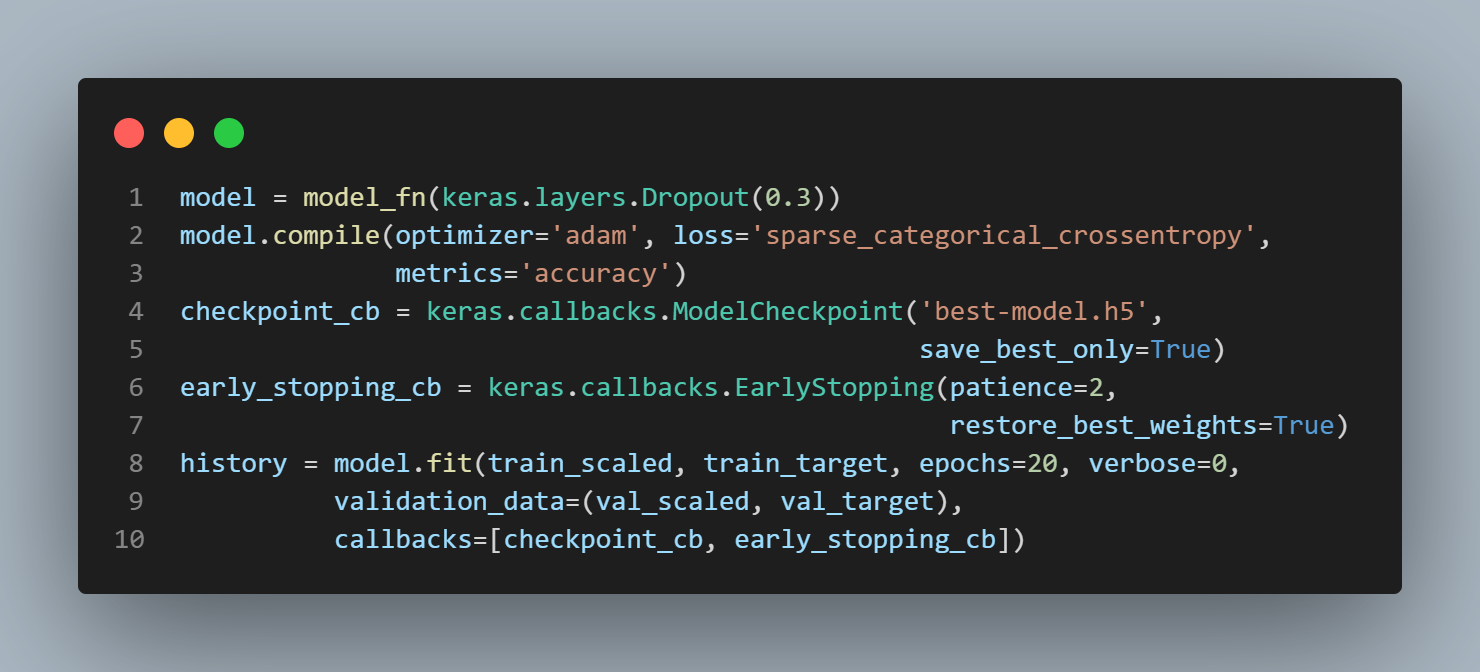 1 model = model_fn(keras.layers.Dropout(0.3))
2 model.compile(optimizer='adam', loss='sparse_categorical_crossentropy',
3               metrics='accuracy')
4 checkpoint_cb = keras.callbacks.ModelCheckpoint('best-model.h5',
5                                                 save_best_only=True)
6 early_stopping_cb = keras.callbacks.EarlyStopping(patience=2,
7                                                   restore_best_weights=True)
8 history = model.fit(train_scaled, train_target, epochs=20, verbose=0,
9           validation_data=(val_scaled, val_target),
10           callbacks=[checkpoint_cb, early_stopping_cb])